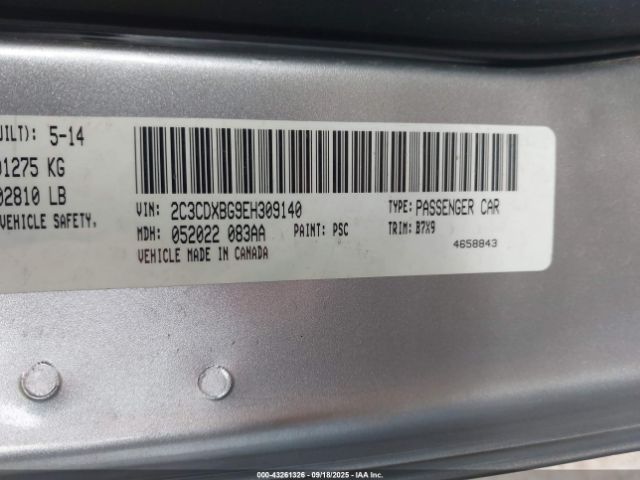 UILT): 5-14
01275 KG
02810 LB
VEHICLE SAFETY,
VIN: 2C3CDXBG9EH309140
TYPE: PASSENGER CAR
MDH: 052022 083AA
PAINT: PSC
TRIM: B7X9
VEHICLE MADE IN CANADA
4658843
00-43261326 - 09/18/2025 - IAA Inc.